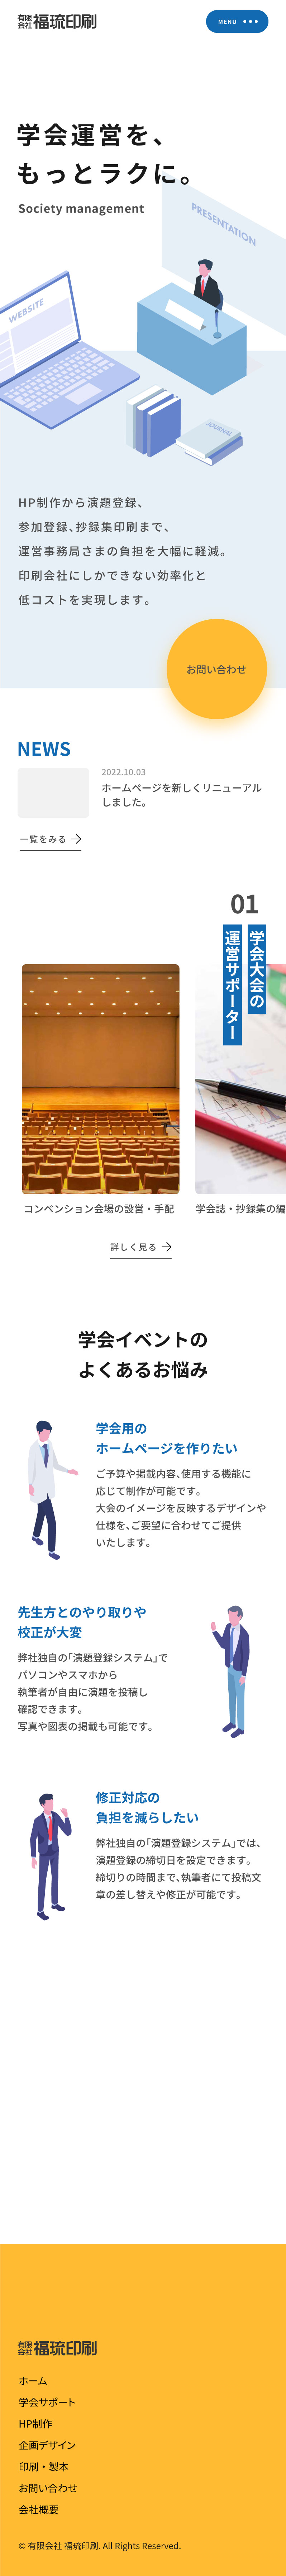 有限会社 福琉印刷
MENU
学会運営を、
もっとラクに。
Society management
PRESENTATION
WEBSITE
JOURNAL
HP制作から演題登録、
参加登録、抄録集印刷まで、
運営事務局さまの負担を大幅に軽減。
印刷会社にしかできない効率化と
低コストを実現します。
お問い合わせ
NEWS
2022.10.03
ホームページを新しくリニューアル
しました。
一覧をみる
01
学会大会の
運営サポーター
コンベンション会場の設営・手配
学会誌・抄録集の編
詳しく見る
学会イベントの
よくあるお悩み
学会用の
ホームページを作りたい
ご予算や掲載内容、使用する機能に
応じて制作が可能です。
大会のイメージを反映するデザインや
仕様を、ご要望に合わせてご提供
いたします。
先生方とのやり取りや
校正が大変
弊社独自の「演題登録システム」で
パソコンやスマホから
執筆者が自由に演題を投稿し
確認できます。
写真や図表の掲載も可能です。
修正対応の
負担を減らしたい
弊社独自の「演題登録システム」では、
演題登録の締切日を設定できます。
締切りの時間まで、執筆者にて投稿文
章の差し替えや修正が可能です。
有限会社 福琉印刷
ホーム
学会サポート
HP制作
企画デザイン
印刷・製本
お問い合わせ
会社概要
© 有限会社 福琉印刷. All Rights Reserved.